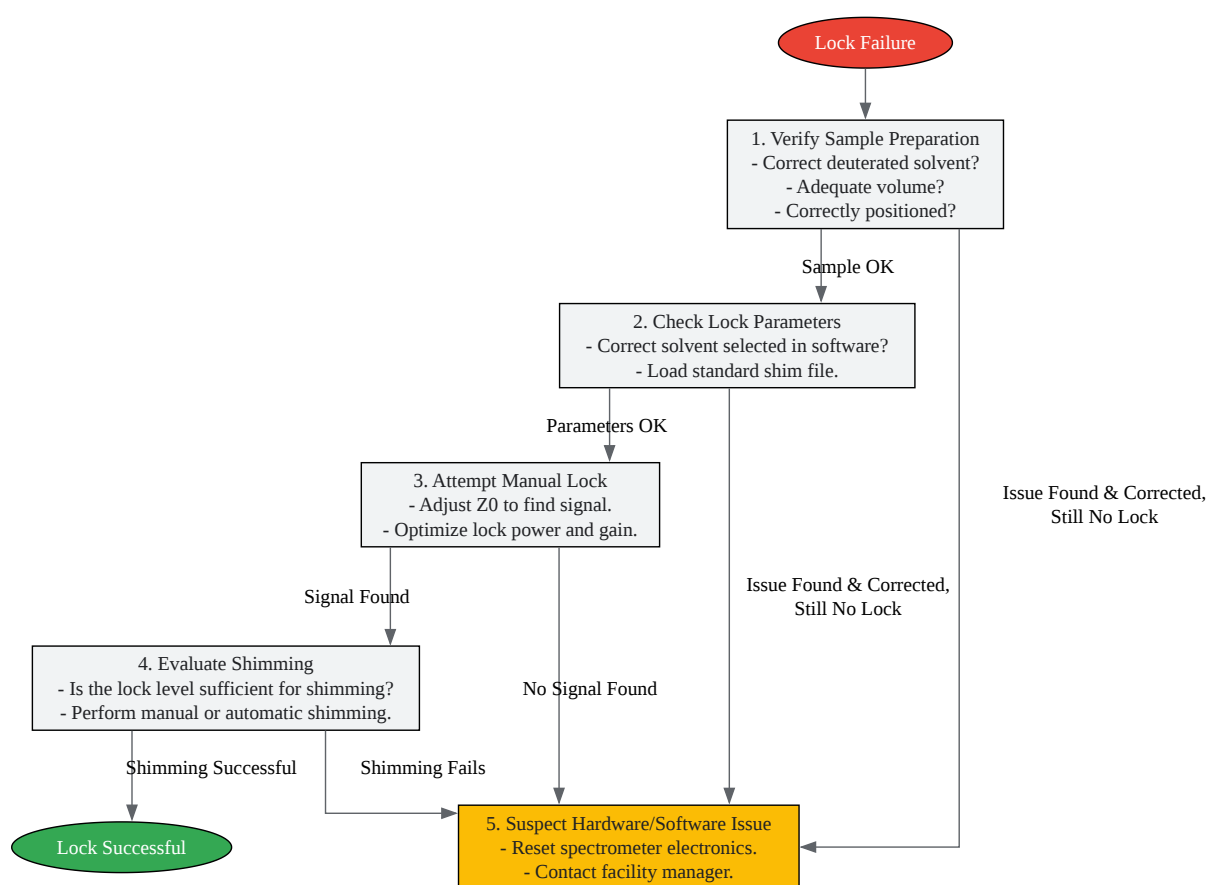 Lock Failure
1. Verify Sample Preparation
- Correct deuterated solvent?
- Adequate volume?
- Correctly positioned?
Sample OK
2. Check Lock Parameters
- Correct solvent selected in software?
- Load standard shim file.
Parameters OK
3. Attempt Manual Lock
- Adjust Z0 to find signal.
- Optimize lock power and gain.
Issue Found & Corrected,
Still No Lock
Issue Found & Corrected,
Still No Lock
Signal Found
4. Evaluate Shimming
- Is the lock level sufficient for shimming?
- Perform manual or automatic shimming.
No Signal Found
Shimming Successful
Shimming Fails
5. Suspect Hardware/Software Issue
- Reset spectrometer electronics.
- Contact facility manager.
Lock Successful